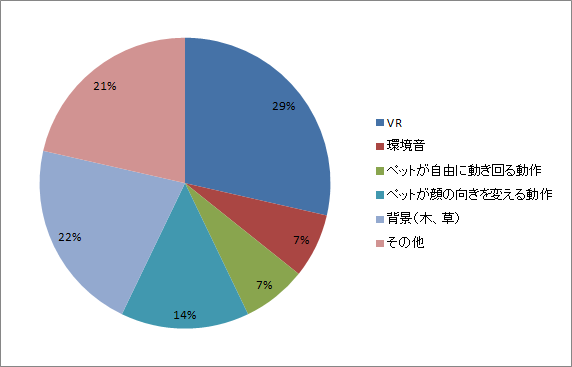 21%
29%
22%
7%
7%
14%
VR
環境音
ペットが自由に動き回る動作
ペットが顔の向きを変える動作
背景(木、草)
その他